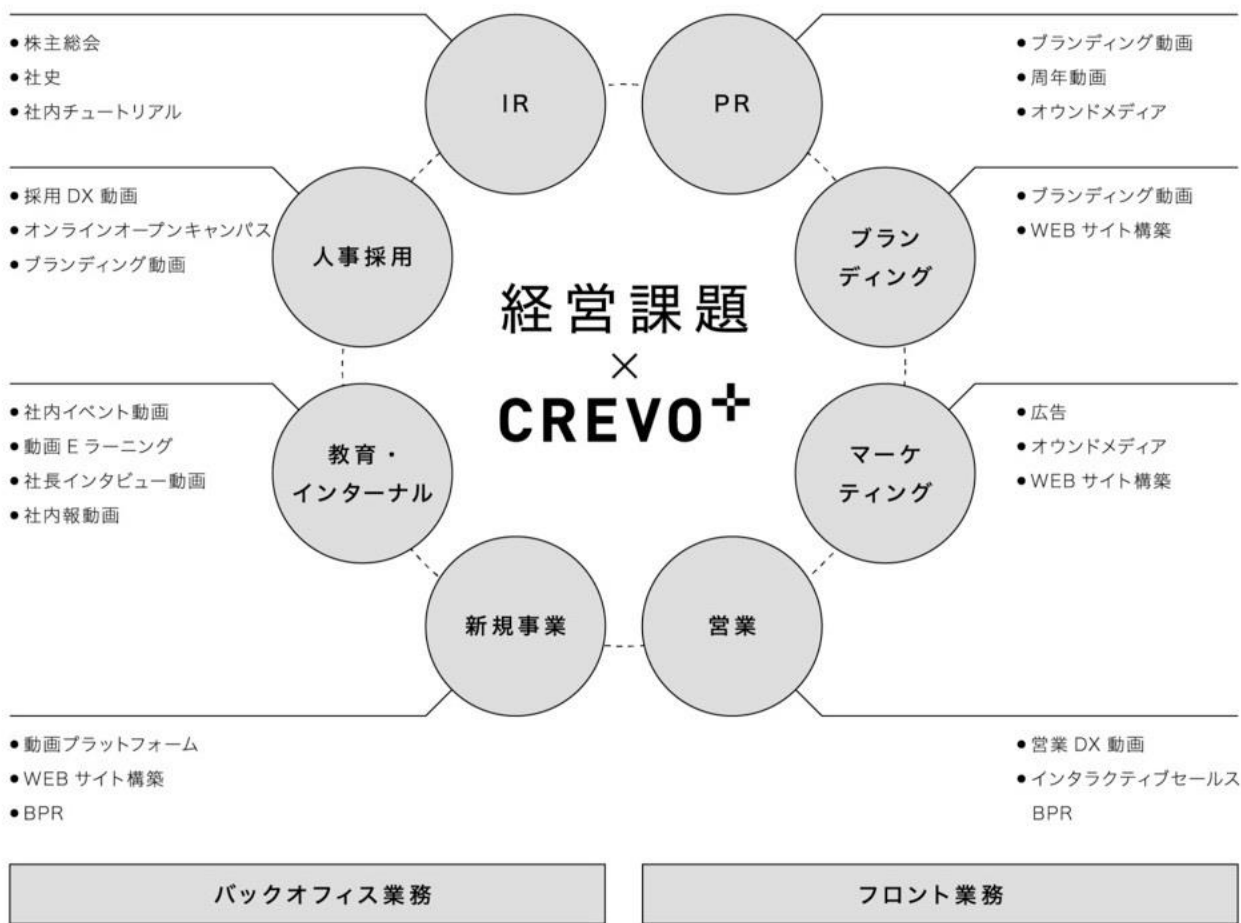 ● 株主総会
● 社史
● 社内チュートリアル
IR
PR
● ブランディング動画
● 周年動画
● オウンドメディア
● 採用 DX 動画
● オンラインオープンキャンパス
● ブランディング動画
人事採用
ブラン
ディング
● ブランディング動画
● WEB サイト構築
経営課題
×
CREVO+
● 社内イベント動画
● 動画 E ラーニング
● 社長インタビュー動画
● 社内報動画
教育・
インターナル
マーケ
ティング
● 広告
● オウンドメディア
● WEB サイト構築
新規事業
営業
● 動画プラットフォーム
● WEB サイト構築
● BPR
● 営業 DX 動画
● インタラクティブセールス
BPR
バックオフィス業務
フロント業務